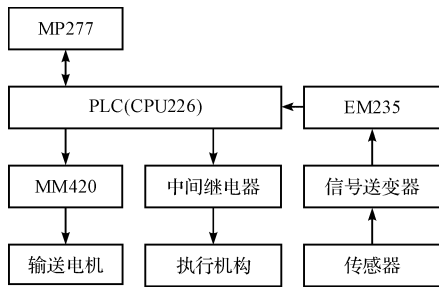 MP277
PLC(CPU226)
EM235
MM420
中间继电器
信号送变器
输送电机
执行机构
传感器